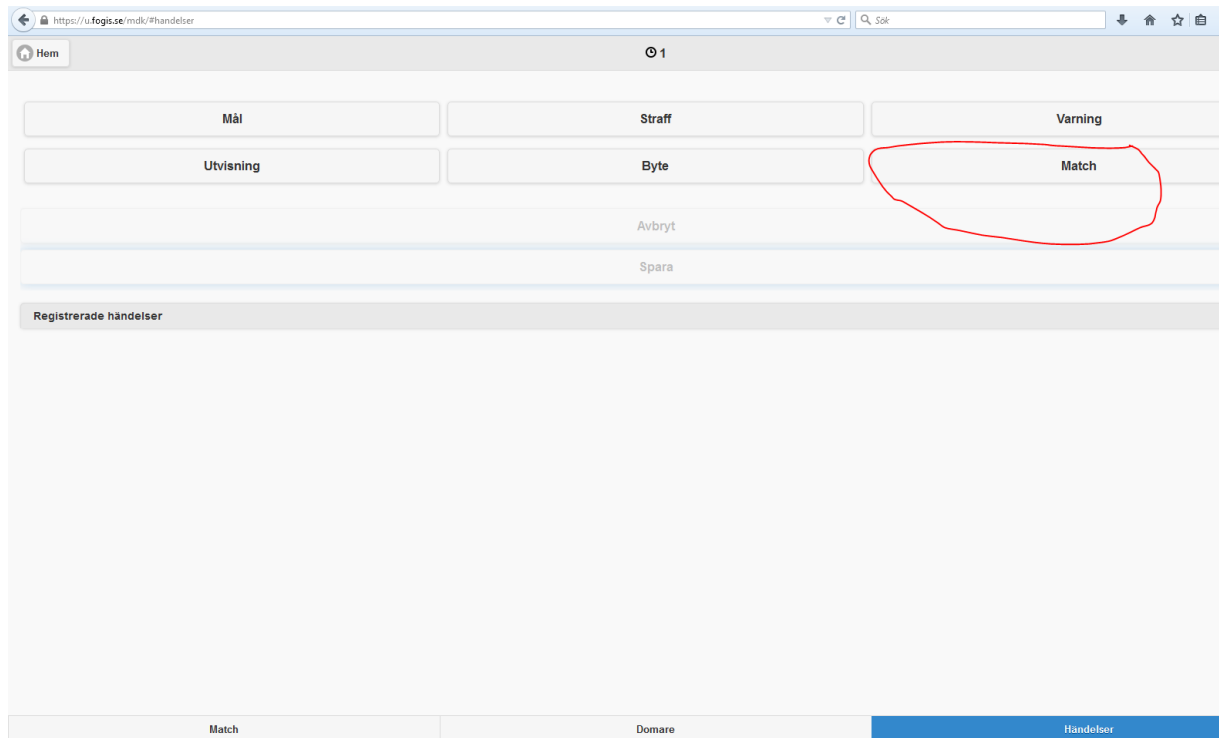 https://u.fogis.se/mdk/#handelser Sök
Hem 1
Mål Straff Varning
Utvisning Byte Match
Avbryt
Spara
Registrerade händelser
Match Domare Händelser